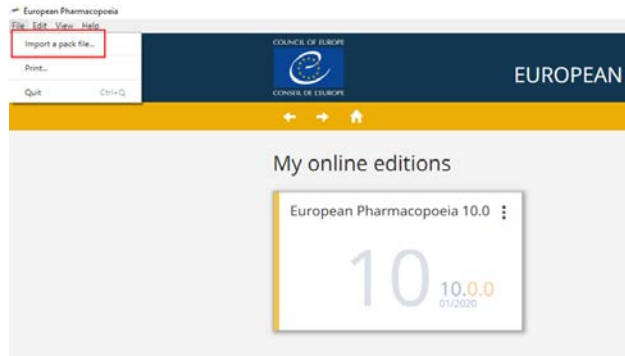 European Pharmacopoeia
File Edit View Help
Import a pack file...
Print...
Quit Ctrl+Q
COUNCIL OF EUROPE
CONSEIL DE L'EUROPE
EUROPEAN
My online editions
European Pharmacopoeia 10.0
10
10.0.0
01/2020